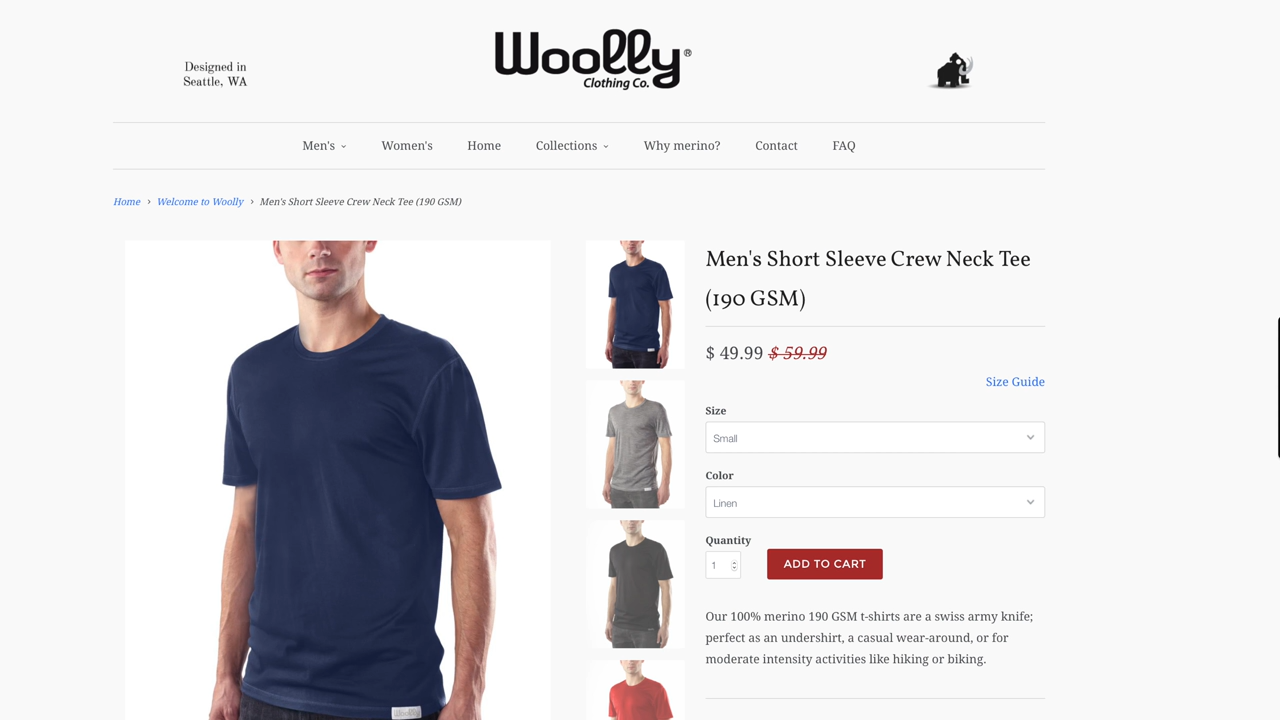 Designed in
Seattle, WA
Woolly®
Clothing Co.
Men's
Women's
Home
Collections
Why merino?
Contact
FAQ
Home › Welcome to Woolly › Men's Short Sleeve Crew Neck Tee (190 GSM)
Men's Short Sleeve Crew Neck Tee
(190 GSM)
$ 49.99 $ 59.99
Size Guide
Size
Small
Color
Linen
Quantity
1
ADD TO CART
Our 100% merino 190 GSM t-shirts are a swiss army knife;
perfect as an undershirt, a casual wear-around, or for
moderate intensity activities like hiking or biking.
Woolly